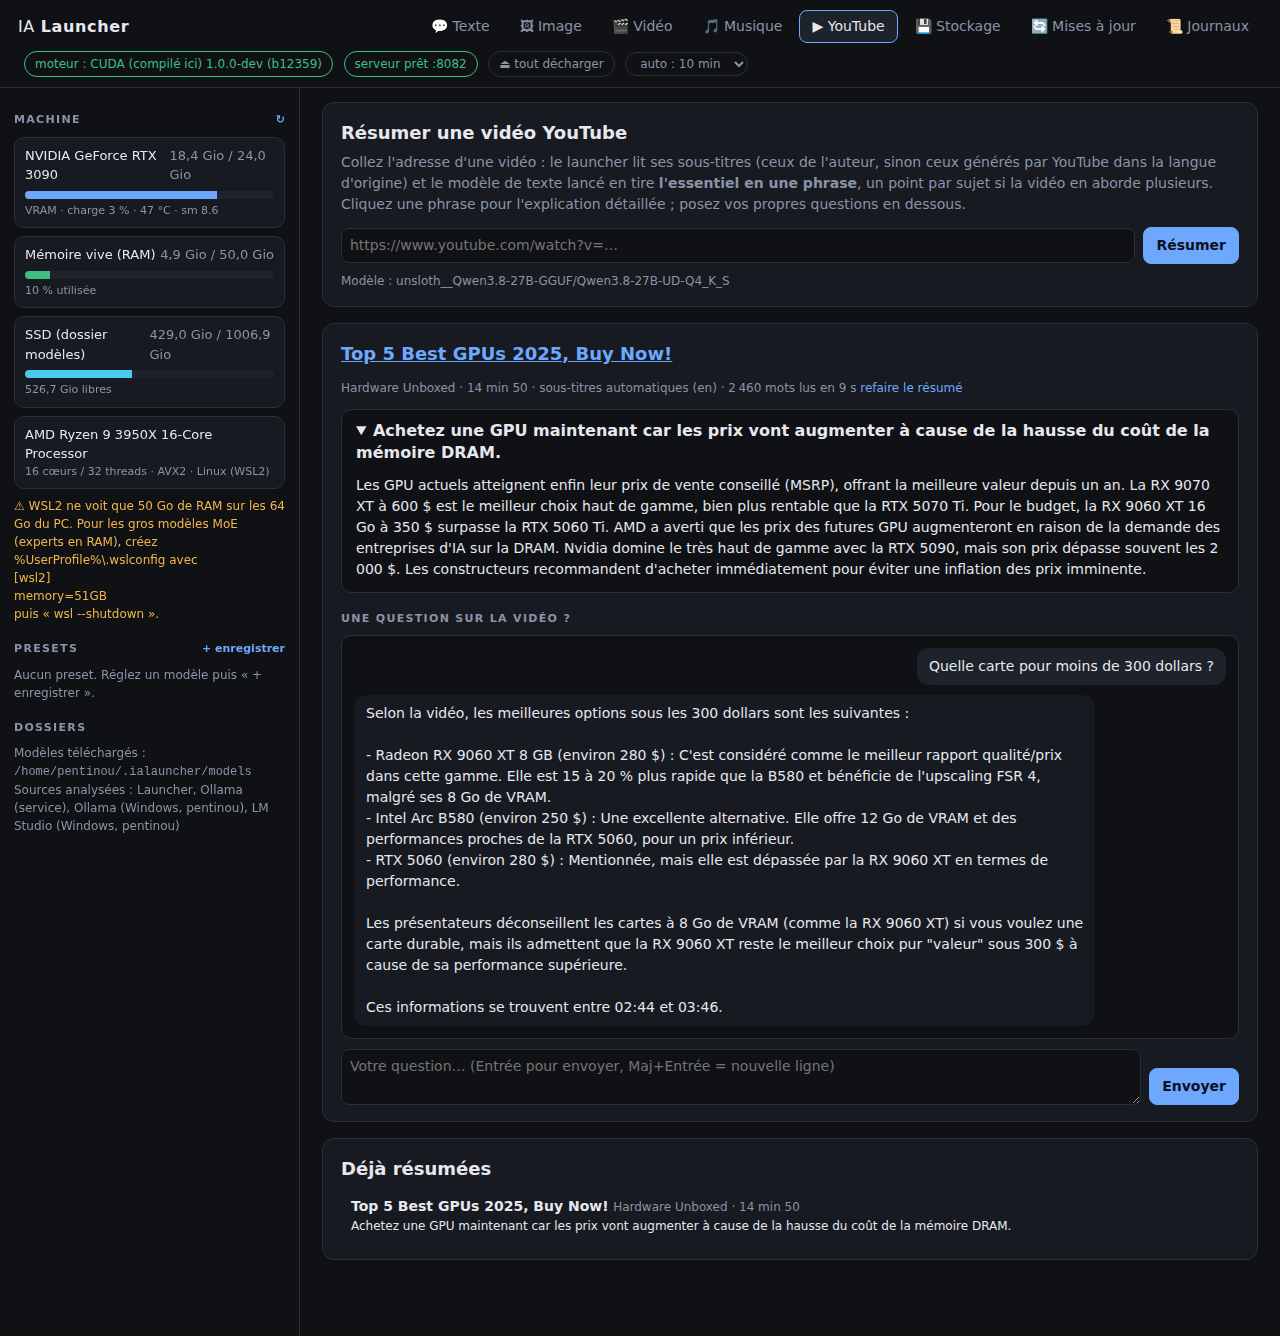 IA Launcher
💬 Texte
🖼 Image
🎬 Vidéo
🎵 Musique
▶ YouTube
💾 Stockage
🔄 Mises à jour
📜 Journaux
moteur : CUDA (compilé ici) 1.0.0-dev (b12359)
serveur prêt :8082
⏏ tout décharger
auto : 10 min
MACHINE ↻
NVIDIA GeForce RTX 3090
18,4 Gio / 24,0 Gio
VRAM · charge 3 % · 47 °C · sm 8.6
Mémoire vive (RAM) 4,9 Gio / 50,0 Gio
10 % utilisée
SSD (dossier modèles)
429,0 Gio / 1006,9 Gio
526,7 Gio libres
AMD Ryzen 9 3950X 16-Core
Processor
16 cœurs / 32 threads · AVX2 · Linux (WSL2)
⚠ WSL2 ne voit que 50 Go de RAM sur les 64
Go du PC. Pour les gros modèles MoE
(experts en RAM), créez
%UserProfile%\.wslconfig avec
[wsl2]
memory=51GB
puis « wsl --shutdown ».
PRESETS + enregistrer
Aucun preset. Réglez un modèle puis « +
enregistrer ».
DOSSIERS
Modèles téléchargés :
/home/pentinou/.ialauncher/models
Sources analysées : Launcher, Ollama
(service), Ollama (Windows, pentinou), LM
Studio (Windows, pentinou)
Résumer une vidéo YouTube
Collez l'adresse d'une vidéo : le launcher lit ses sous-titres (ceux de l'auteur, sinon ceux générés par YouTube dans la langue
d'origine) et le modèle de texte lancé en tire l'essentiel en une phrase, un point par sujet si la vidéo en aborde plusieurs.
Cliquez une phrase pour l'explication détaillée ; posez vos propres questions en dessous.
https://www.youtube.com/watch?v=…
Résumer
Modèle : unsloth__Qwen3.8-27B-GGUF/Qwen3.8-27B-UD-Q4_K_S
Top 5 Best GPUs 2025, Buy Now!
Hardware Unboxed · 14 min 50 · sous-titres automatiques (en) · 2 460 mots lus en 9 s refaire le résumé
▼ Achetez une GPU maintenant car les prix vont augmenter à cause de la hausse du coût de la
mémoire DRAM.
Les GPU actuels atteignent enfin leur prix de vente conseillé (MSRP), offrant la meilleure valeur depuis un an. La RX 9070
XT à 600 $ est le meilleur choix haut de gamme, bien plus rentable que la RTX 5070 Ti. Pour le budget, la RX 9060 XT 16
Go à 350 $ surpasse la RTX 5060 Ti. AMD a averti que les prix des futures GPU augmenteront en raison de la demande des
entreprises d'IA sur la DRAM. Nvidia domine le très haut de gamme avec la RTX 5090, mais son prix dépasse souvent les 2
000 $. Les constructeurs recommandent d'acheter immédiatement pour éviter une inflation des prix imminente.
UNE QUESTION SUR LA VIDÉO ?
Quelle carte pour moins de 300 dollars ?
Selon la vidéo, les meilleures options sous les 300 dollars sont les suivantes :
- Radeon RX 9060 XT 8 GB (environ 280 $) : C'est considéré comme le meilleur rapport qualité/prix
dans cette gamme. Elle est 15 à 20 % plus rapide que la B580 et bénéficie de l'upscaling FSR 4,
malgré ses 8 Go de VRAM.
- Intel Arc B580 (environ 250 $) : Une excellente alternative. Elle offre 12 Go de VRAM et des
performances proches de la RTX 5060, pour un prix inférieur.
- RTX 5060 (environ 280 $) : Mentionnée, mais elle est dépassée par la RX 9060 XT en termes de
performance.
Les présentateurs déconseillent les cartes à 8 Go de VRAM (comme la RX 9060 XT) si vous voulez une
carte durable, mais ils admettent que la RX 9060 XT reste le meilleur choix pur "valeur" sous 300 $ à
cause de sa performance supérieure.
Ces informations se trouvent entre 02:44 et 03:46.
Votre question… (Entrée pour envoyer, Maj+Entrée = nouvelle ligne)
Envoyer
Déjà résumées
Top 5 Best GPUs 2025, Buy Now! Hardware Unboxed · 14 min 50
Achetez une GPU maintenant car les prix vont augmenter à cause de la hausse du coût de la mémoire DRAM.